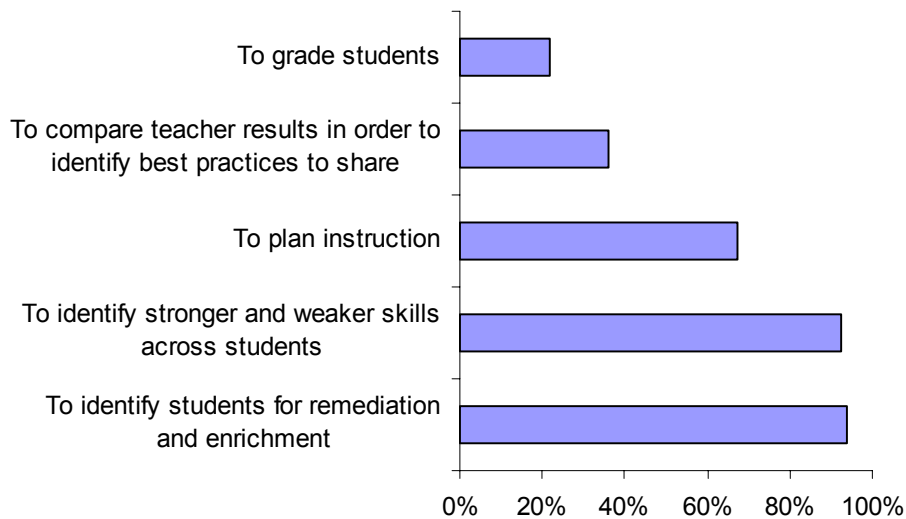 To grade students
To compare teacher results in order to
identify best practices to share
To plan instruction
To identify stronger and weaker skills
across students
To identify students for remediation
and enrichment
0% 20% 40% 60% 80% 100%